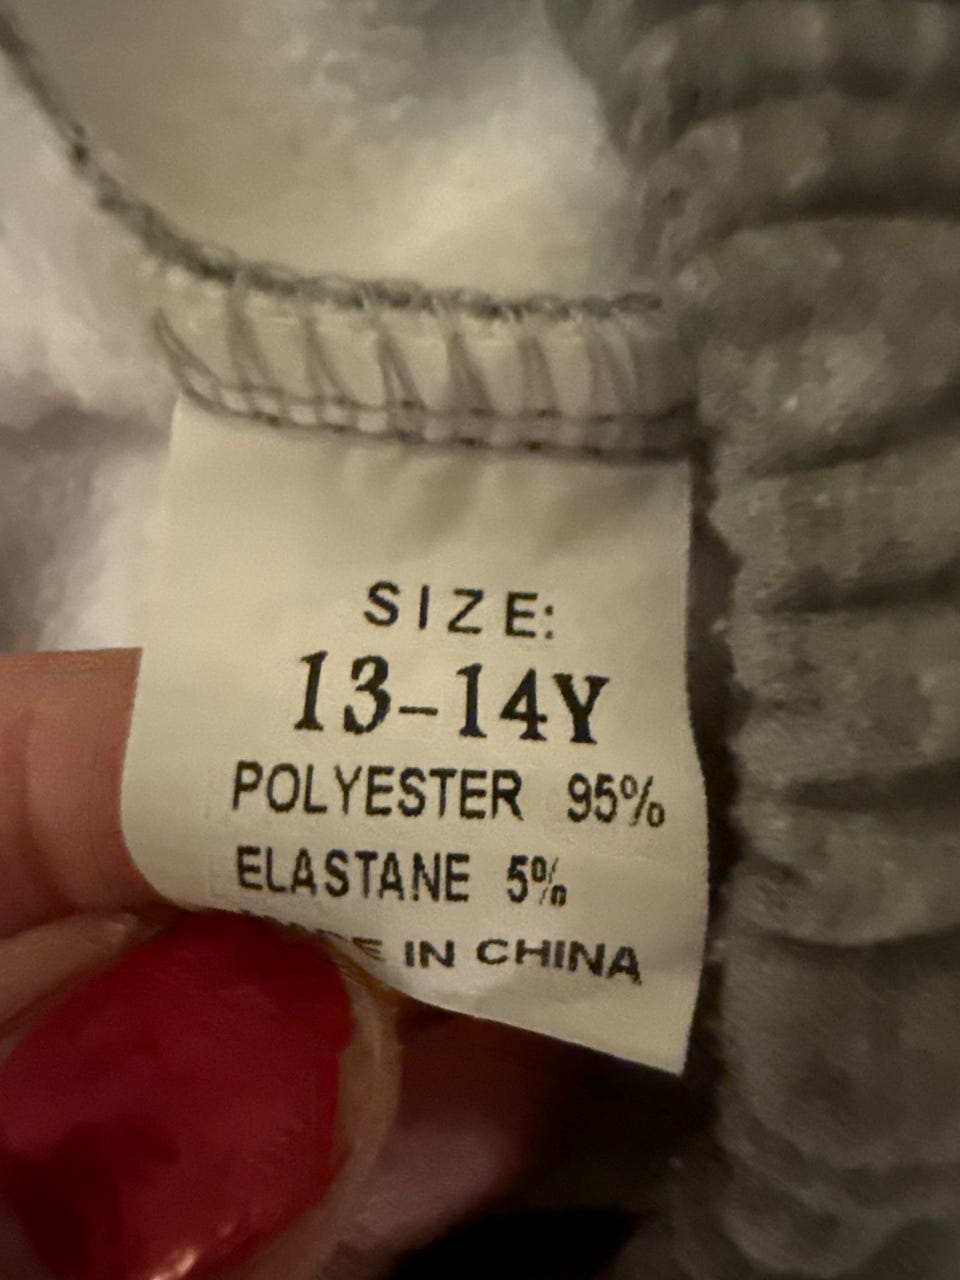 SIZE:
13-14Y
POLYESTER 95%
ELASTANE 5%
IN CHINA